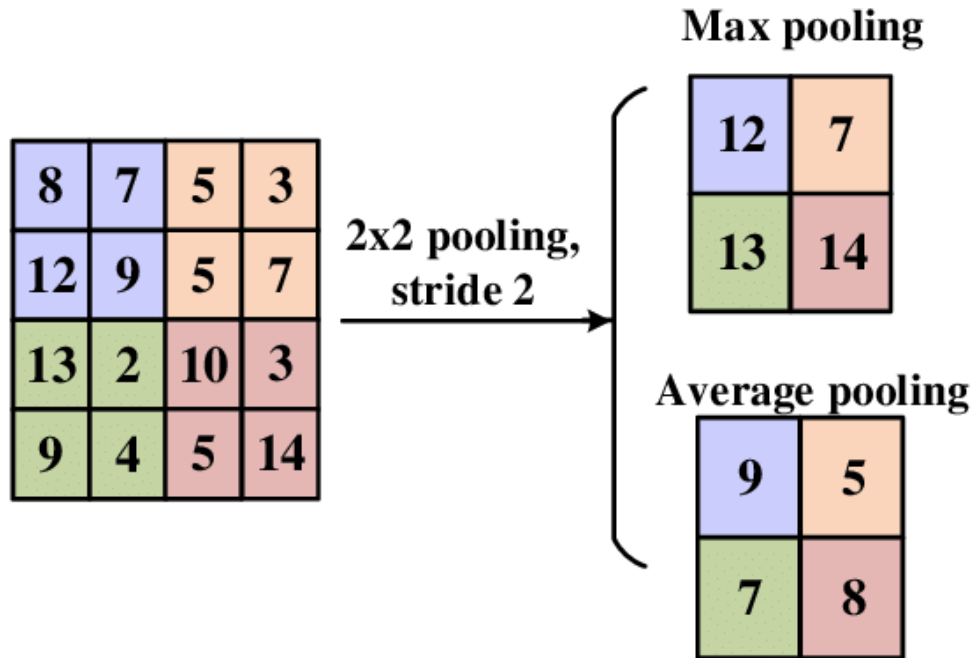 Max pooling
12 7
13 14
8 7 5 3
12 9 5 7
13 2 10 3
9 4 5 14
2x2 pooling,
stride 2
Average pooling
9 5
7 8